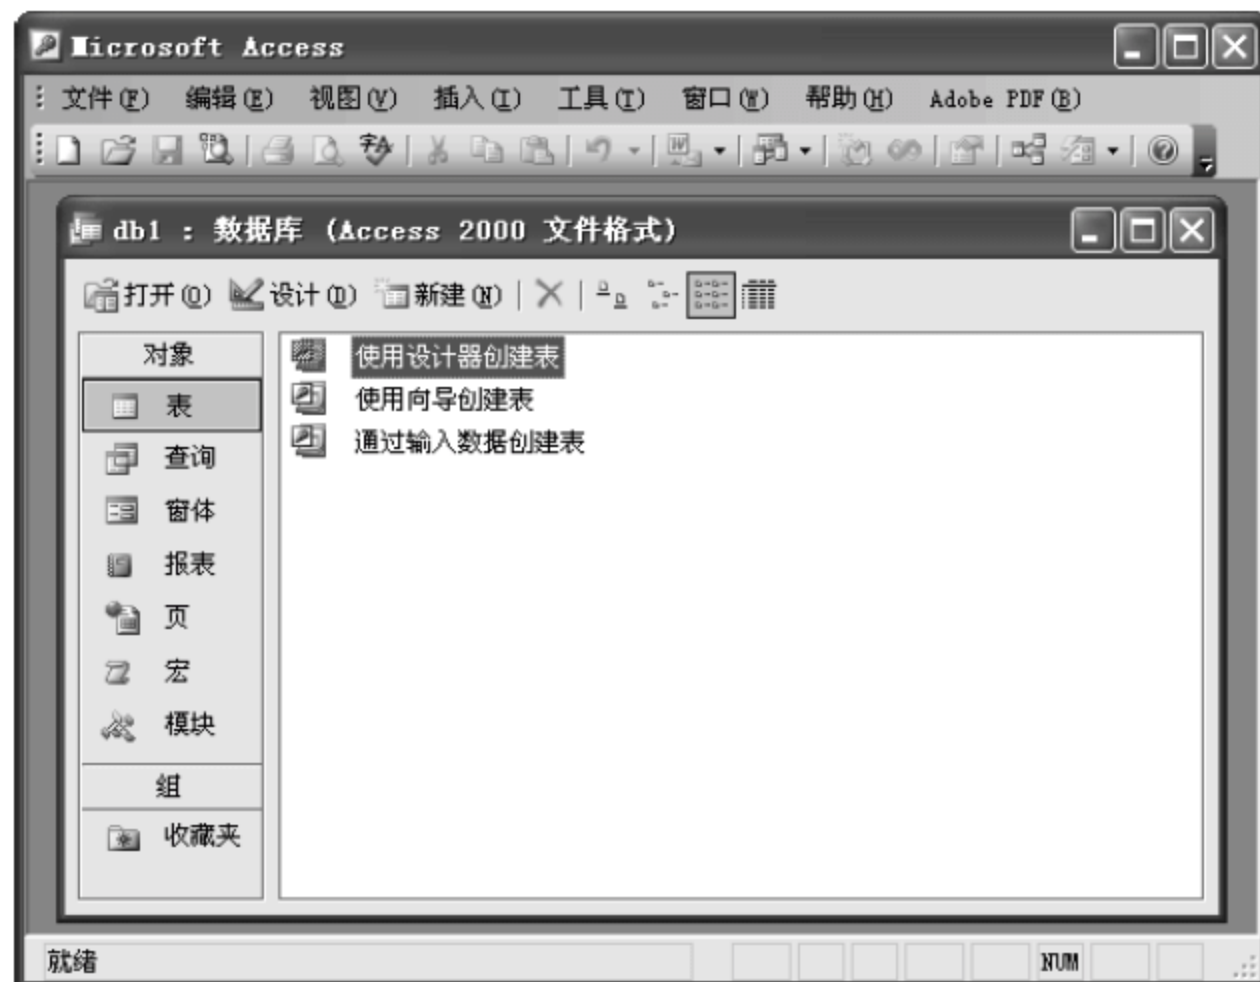 Microsoft Access
文件(F) 编辑(E) 视图(V) 插入(I) 工具(T) 窗口(W) 帮助(H) Adobe PDF(B)
db1 : 数据库 (Access 2000 文件格式)
打开(O) 设计(D) 新建(N)
对象
表
查询
窗体
报表
页
宏
模块
组
收藏夹
使用设计器创建表
使用向导创建表
通过输入数据创建表
就绪
NUM